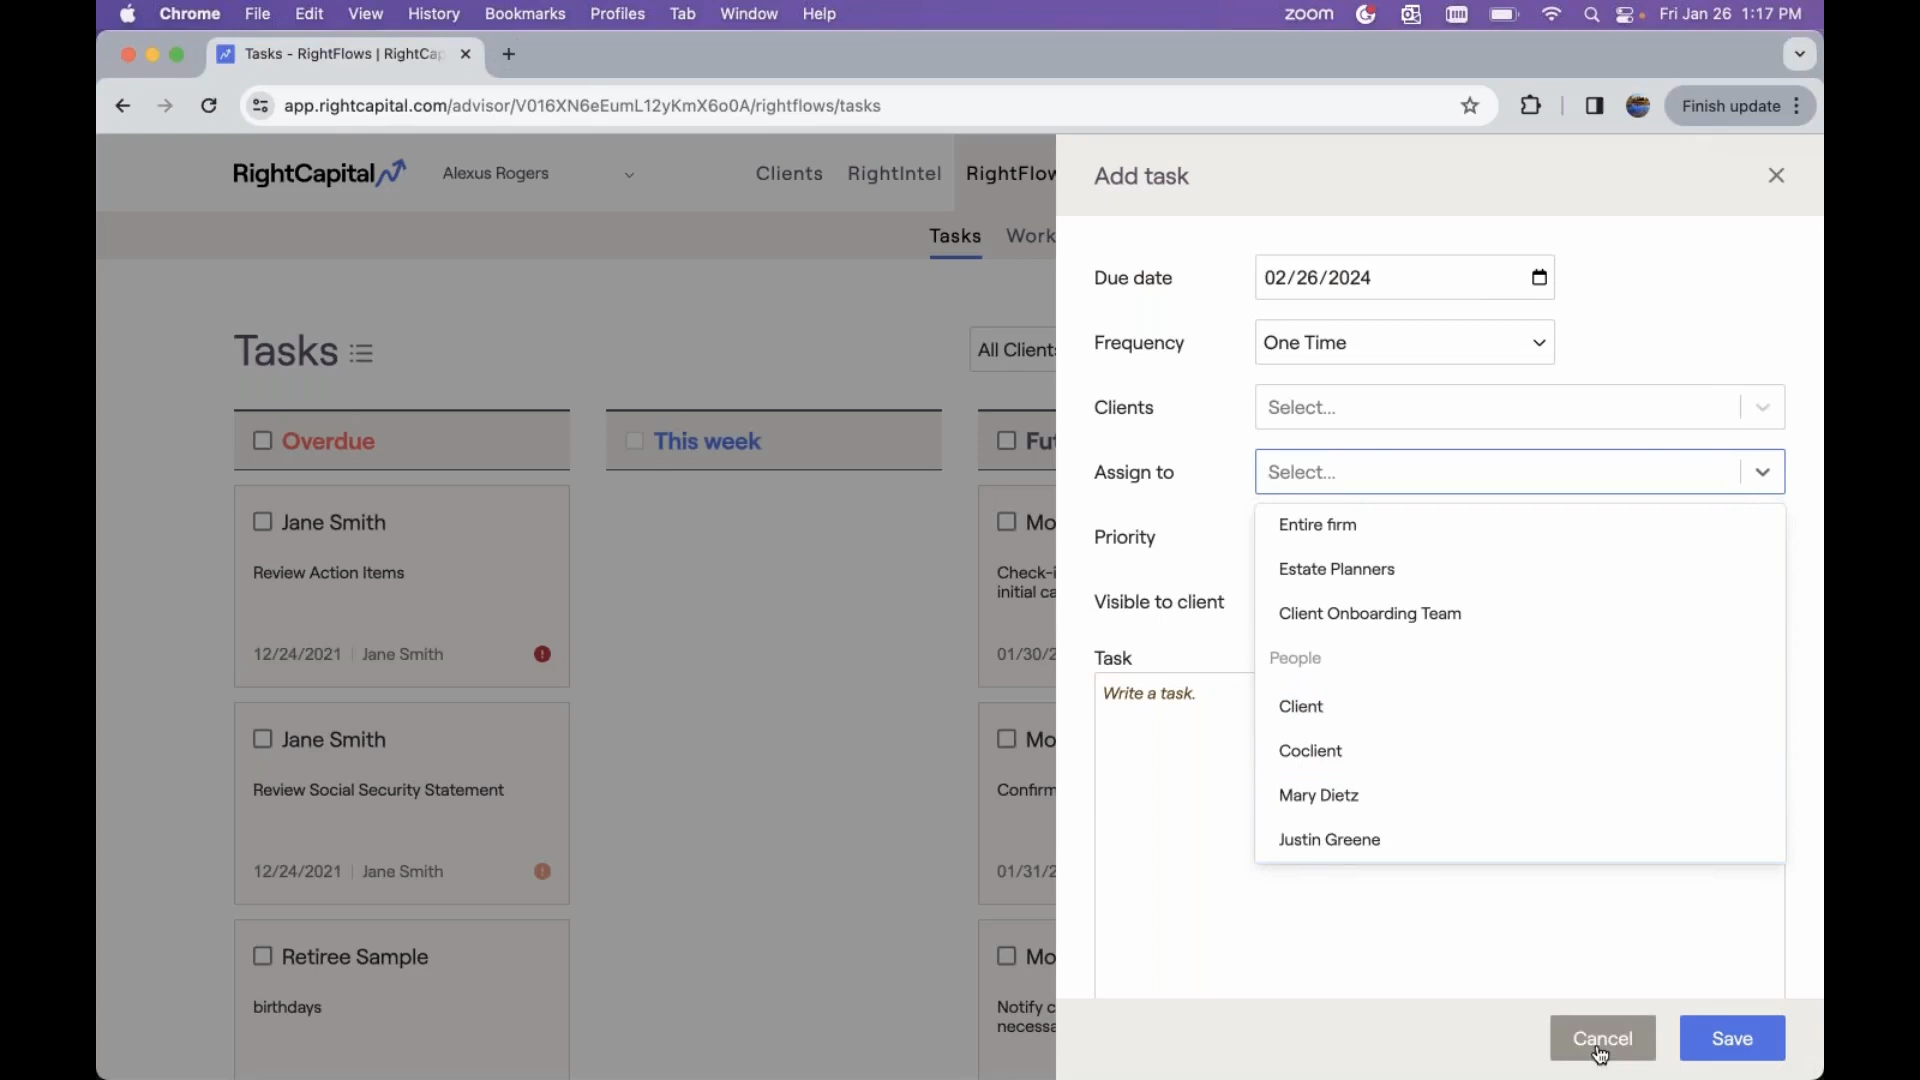 Chrome File Edit View History Bookmarks Profiles Tab Window Help zoom Fri Jan 26 1:17 PM
Tasks - RightFlows | RightCap
app.rightcapital.com/advisor/V016XN6eEumL12yKmX6o0A/rightflows/tasks Finish update
RightCapital Alexus Rogers Clients RightIntel RightFlow
Tasks Work
Tasks All Clients
Overdue This week Fut
Jane Smith
Review Action Items
12/24/2021 | Jane Smith
Jane Smith
Review Social Security Statement
12/24/2021 | Jane Smith
Retiree Sample
birthdays
Mo
Check-i
initial ca
01/30/2
Mo
Confirm
01/31/2
Mo
Notify c
necessa
Add task
Due date 02/26/2024
Frequency One Time
Clients Select...
Assign to Select...
Entire firm
Estate Planners
Client Onboarding Team
People
Client
Coclient
Mary Dietz
Justin Greene
Priority
Visible to client
Task
Write a task.
Cancel Save